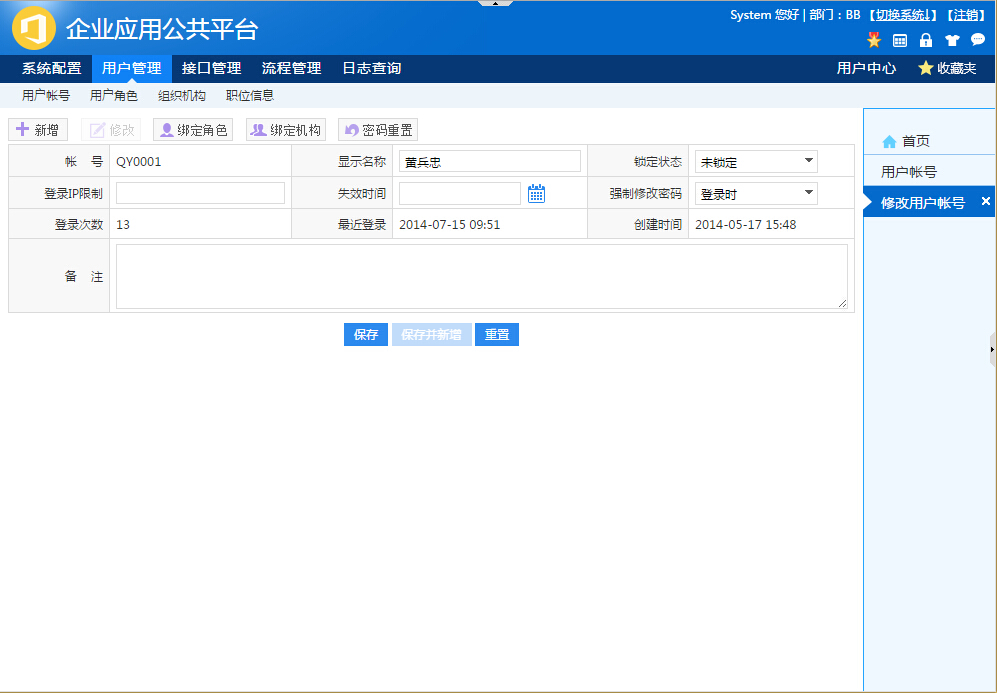 System 您好 | 部门：BB 【切换系统↓】 【注销】
企业应用公共平台
系统配置 用户管理 接口管理 流程管理 日志查询 用户中心 收藏夹
用户帐号 用户角色 组织机构 职位信息
新增 修改 绑定角色 绑定机构 密码重置
首页
用户帐号
修改用户帐号 ×
帐 号 QY0001 显示名称 黄兵忠 锁定状态 未锁定
登录IP限制 失效时间 强制修改密码 登录时
登录次数 13 最近登录 2014-07-15 09:51 创建时间 2014-05-17 15:48
备 注
保存 保存并新增 重置